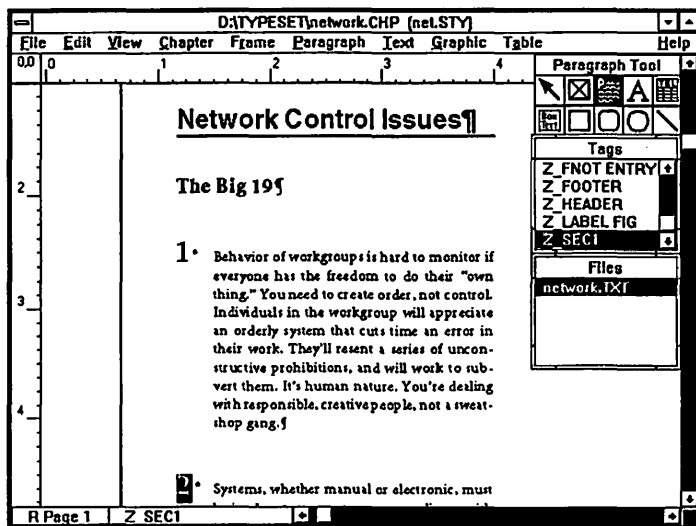 D:\TYPESET\network.CHP (net.STY)
File Edit View Chapter Frame Paragraph Text Graphic Table Help
0,0 0 1 2 3 4
Paragraph Tool
A
Box
Text
Network Control Issues¶
Tags
Z_FNOT ENTRY
Z_FOOTER
Z_HEADER
Z_LABEL FIG
Z_SEC1
2
The Big 19¶
Files
network.TXT
1. Behavior of workgroups is hard to monitor if
everyone has the freedom to do their "own
thing." You need to create order, not control.
3
Individuals in the workgroup will appreciate
an orderly system that cuts time an error in
their work. They'll resent a series of uncon-
structive prohibitions, and will work to sub-
vert them. It's human nature. You're dealing
4
with responsible, creative people, not a sweat-
shop gang.¶
2. Systems, whether manual or electronic, must
R Page 1 Z_SEC1